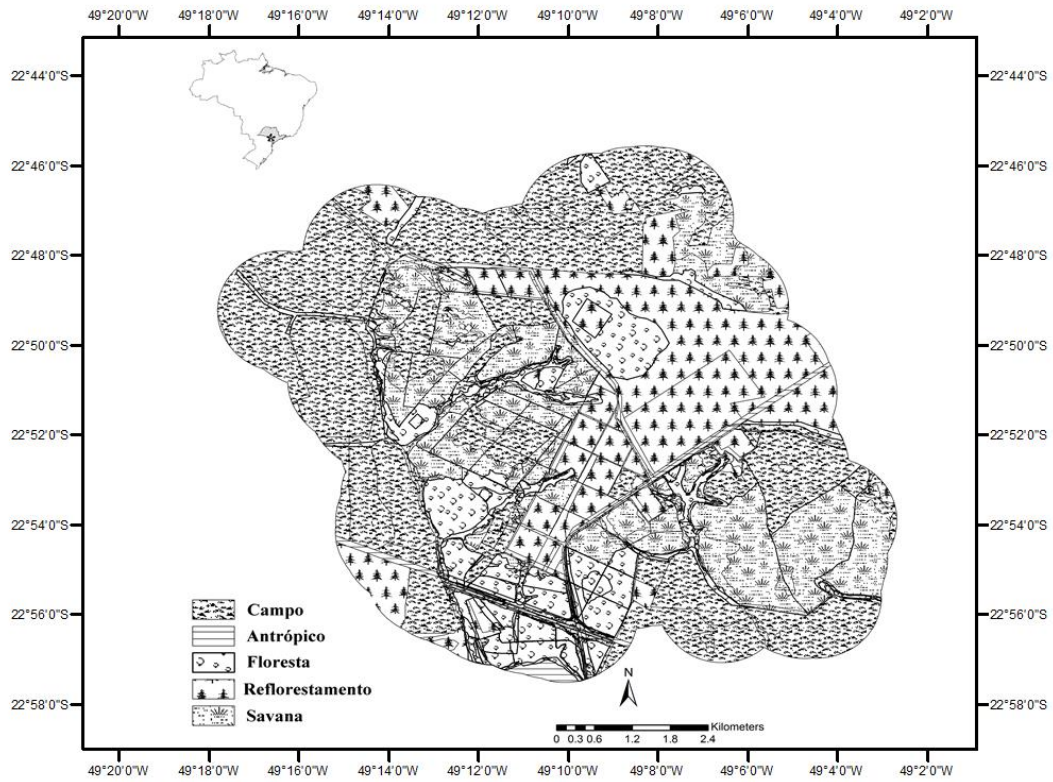 49°20'0"W 49°18'0"W 49°16'0"W 49°14'0"W 49°12'0"W 49°10'0"W 49°8'0"W 49°6'0"W 49°4'0"W 49°2'0"W
22°44'0"S 22°44'0"S
22°46'0"S 22°46'0"S
22°48'0"S 22°48'0"S
22°50'0"S 22°50'0"S
22°52'0"S 22°52'0"S
22°54'0"S 22°54'0"S
22°56'0"S 22°56'0"S
22°58'0"S 22°58'0"S
Campo
Antrópico
Floresta
Reflorestamento
Savana
N
Kilometers
0 0.3 0.6 1.2 1.8 2.4
49°20'0"W 49°18'0"W 49°16'0"W 49°14'0"W 49°12'0"W 49°10'0"W 49°8'0"W 49°6'0"W 49°4'0"W 49°2'0"W